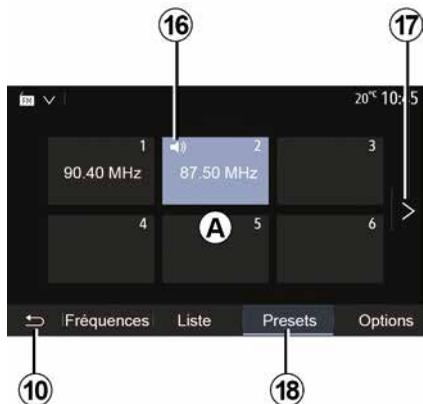 16
17
FM 20°C 10:45
1 2 3
90.40 MHz 87.50 MHz
4 A 5 6
Fréquences Liste Presets Options
10
18